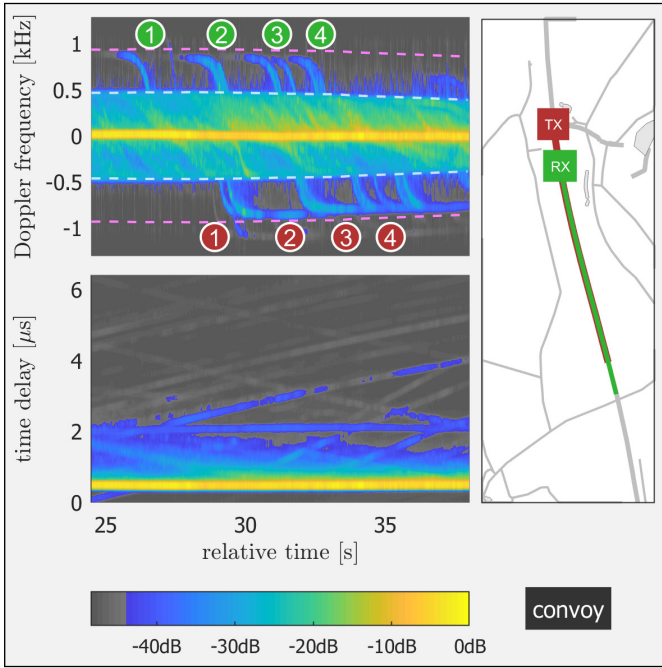 Doppler frequency [kHz]
1
0.5
0
-0.5
-1
1 2 3 4
1 2 3 4
time delay [μs]
6
4
2
0
25 30 35
relative time [s]
-40dB -30dB -20dB -10dB 0dB
TX
RX
convoy